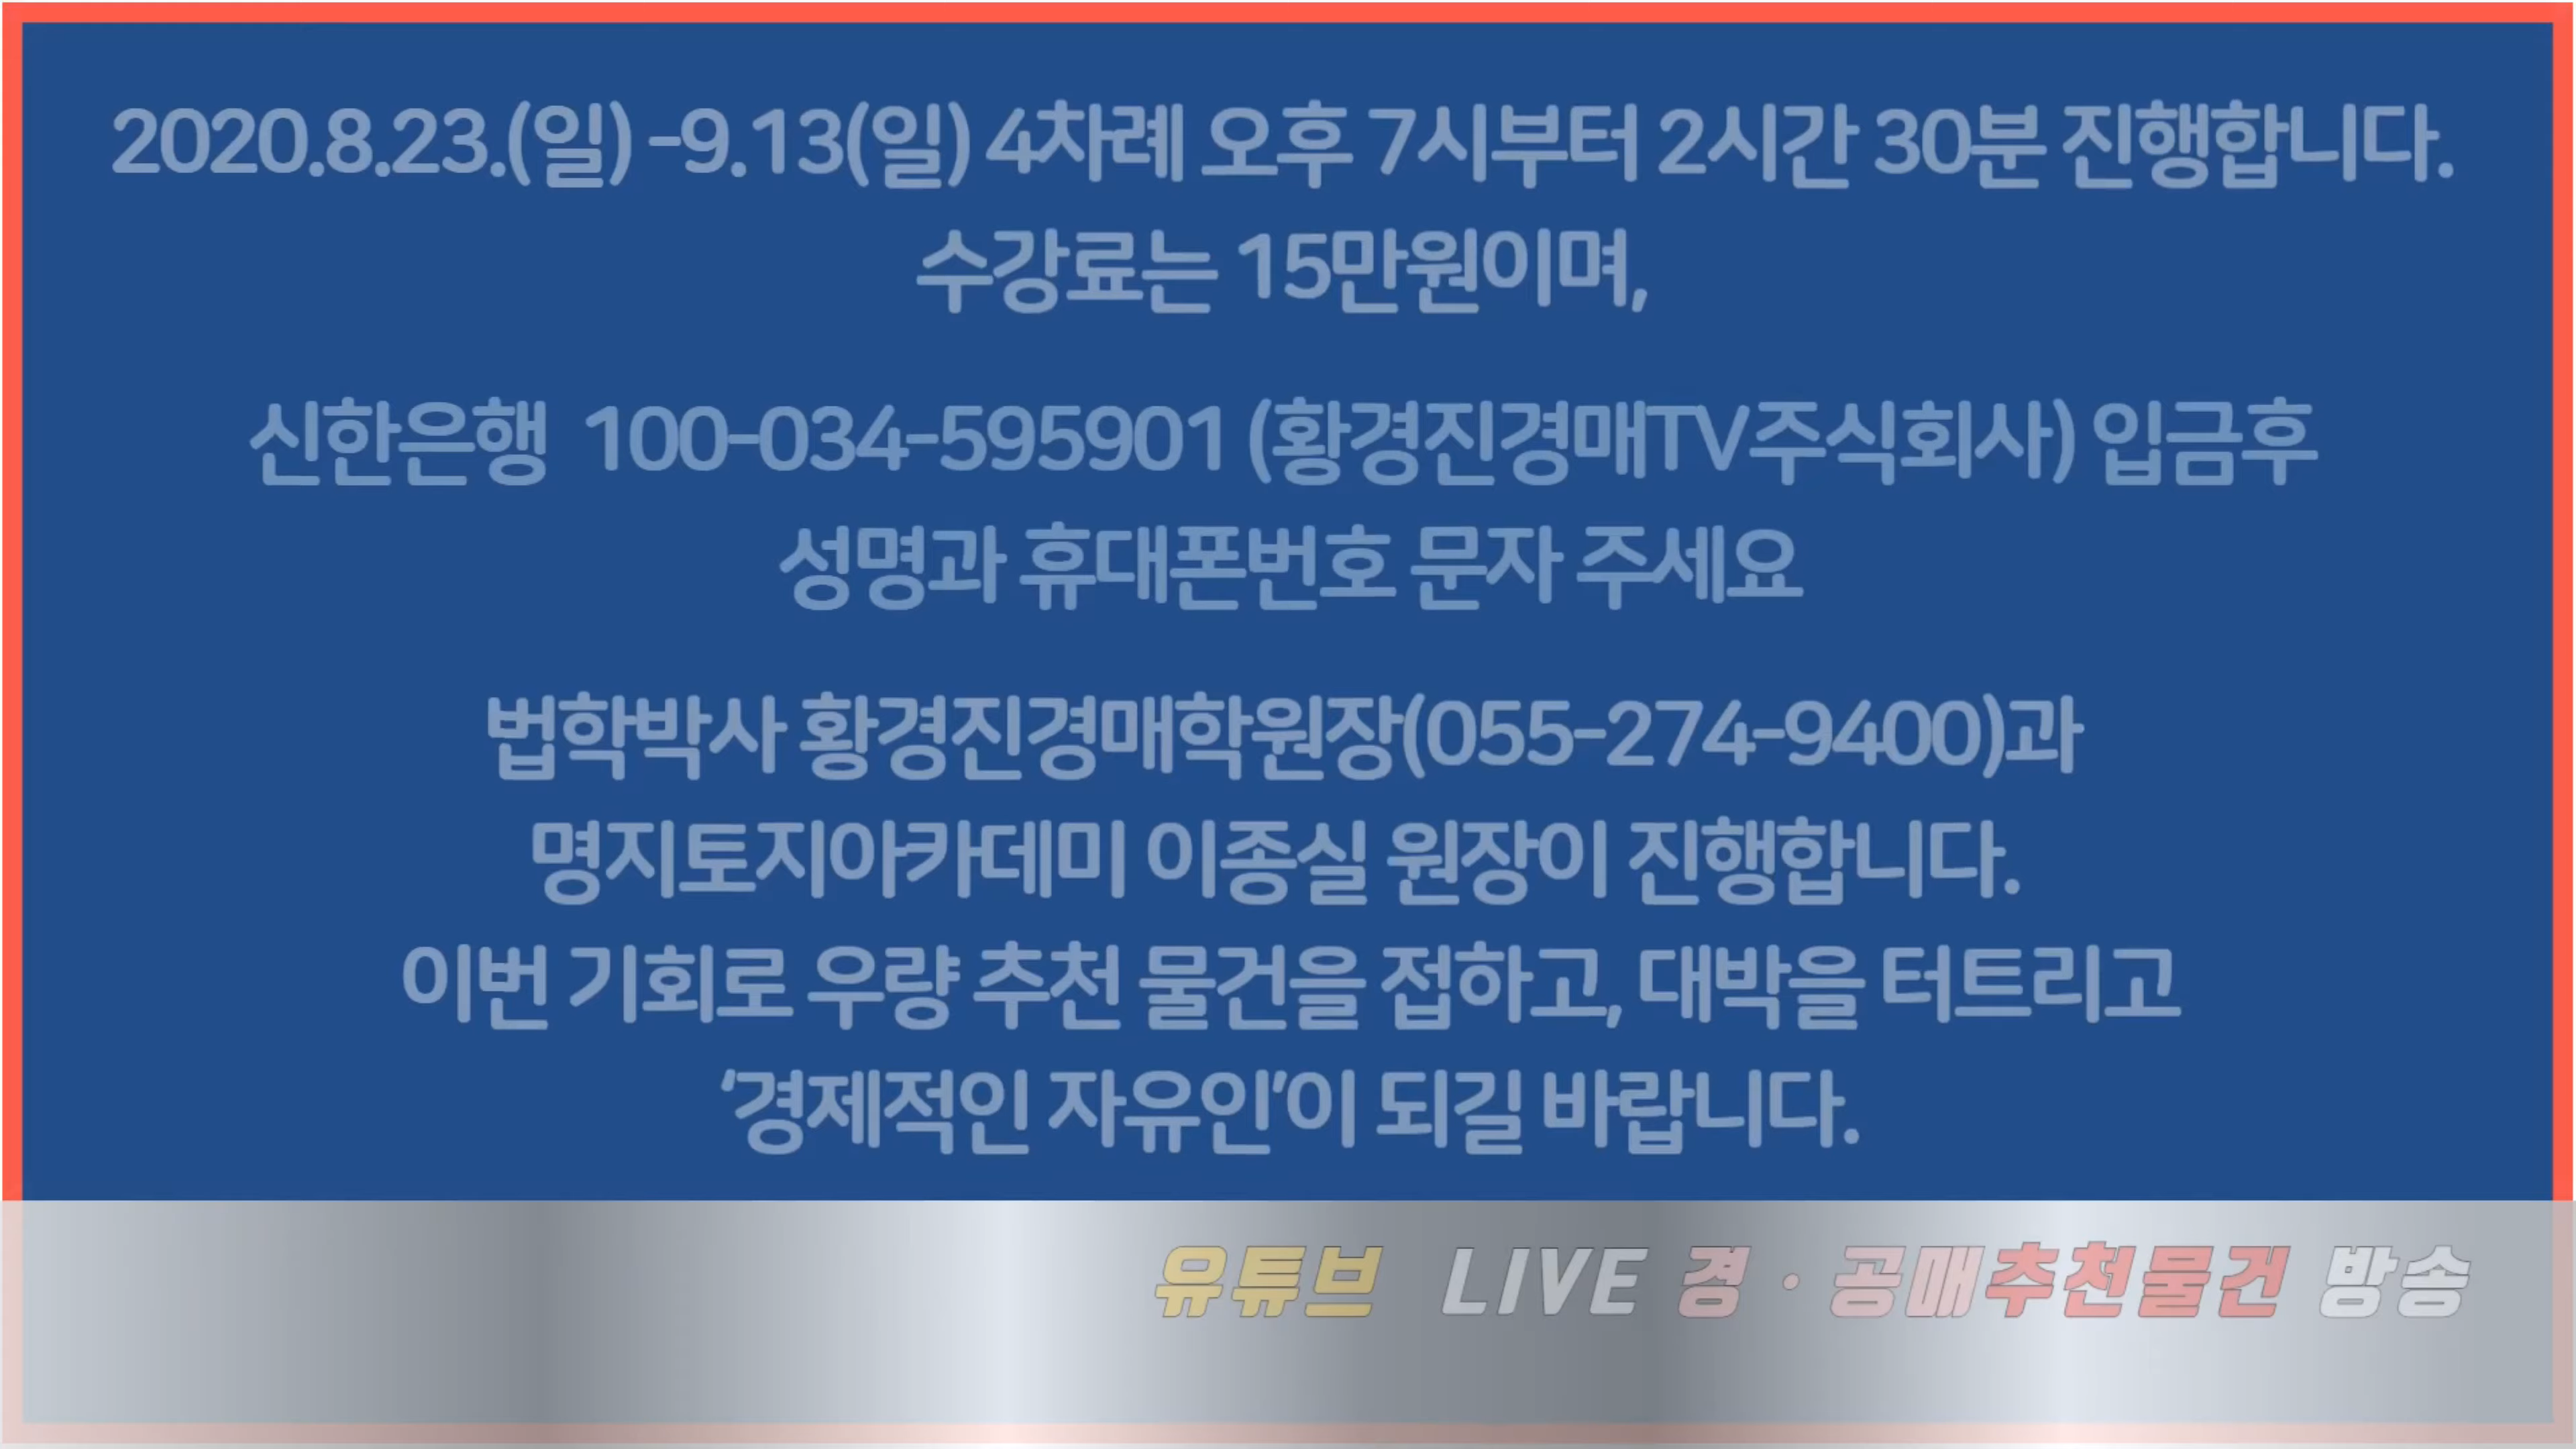 2020.8.23.(일) -9.13(일) 4차례 오후 7시부터 2시간 30분 진행합니다.
수강료는 15만원이며,
신한은행 100-034-595901 (황경진경매TV주식회사) 입금후
성명과 휴대폰번호 문자 주세요
법학박사 황경진경매학원장(055-274-9400)과
명지토지아카데미 이종실 원장이 진행합니다.
이번 기회로 우량 추천 물건을 접하고, 대박을 터트리고
'경제적인 자유인'이 되길 바랍니다.
유튜브 LIVE 경·공매추천물건 방송